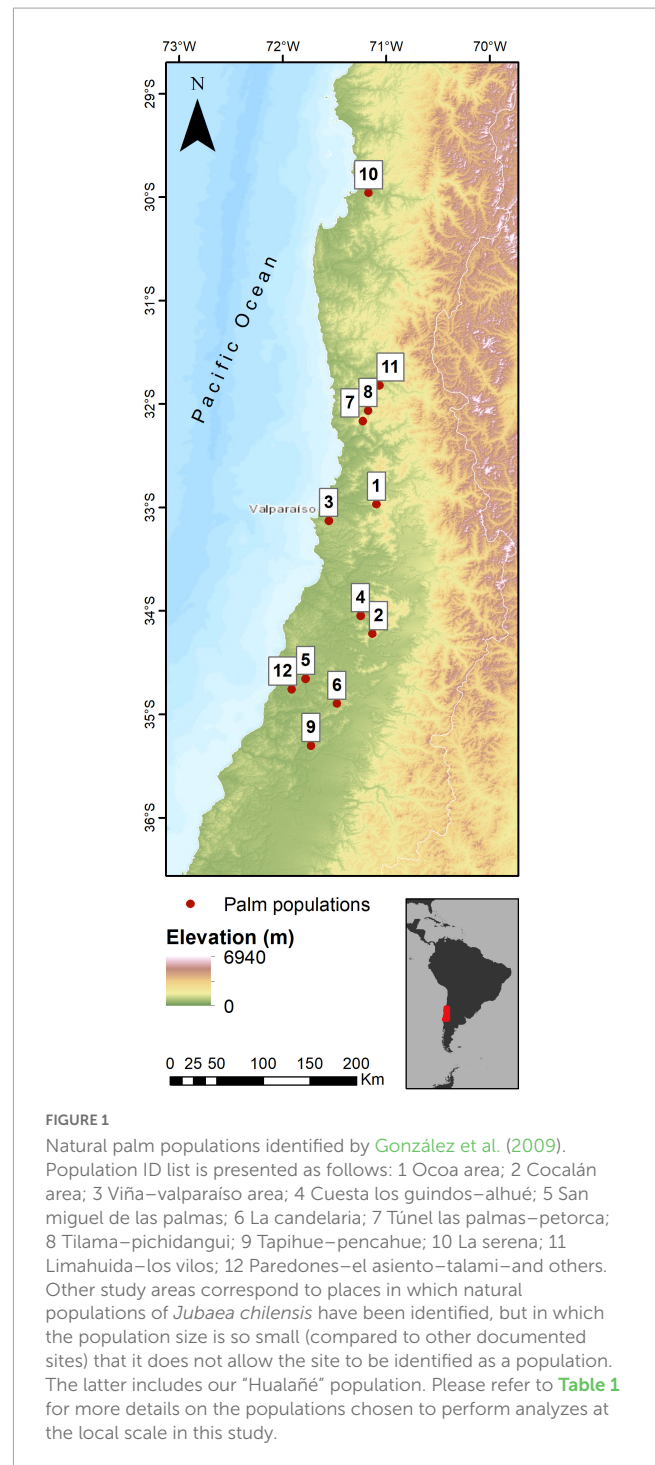 73°W 72°W 71°W 70°W
29°S
N
10
30°S
Pacific Ocean
31°S
11
8
7
32°S
1
3
Valparaíso
33°S
4
2
34°S
5
12
6
35°S
9
36°S
Palm populations
Elevation (m)
6940
0
0 25 50 100 150 200
Km
FIGURE 1
Natural palm populations identified by González et al. (2009).
Population ID list is presented as follows: 1 Ocoa area; 2 Cocalán
area; 3 Viña–valparaíso area; 4 Cuesta los guindos–alhué; 5 San
miguel de las palmas; 6 La candelaria; 7 Túnel las palmas–petorca;
8 Tilama–pichidangui; 9 Tapihue–pencahue; 10 La serena; 11
Limahuida–los vilos; 12 Paredones–el asiento–talami–and others.
Other study areas correspond to places in which natural
populations of Jubaea chilensis have been identified, but in which
the population size is so small (compared to other documented
sites) that it does not allow the site to be identified as a population.
The latter includes our “Hualañé” population. Please refer to Table 1
for more details on the populations chosen to perform analyzes at
the local scale in this study.